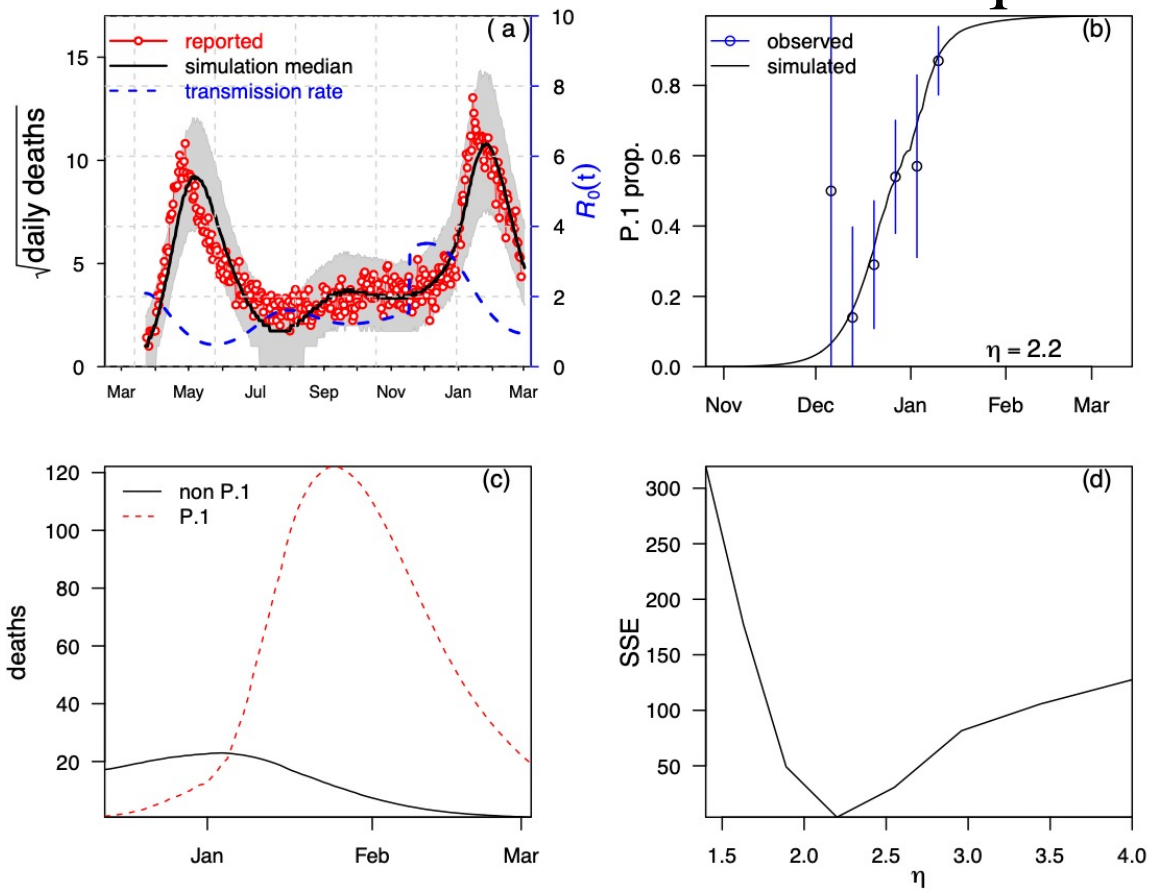 p
(a)
reported
simulation median
transmission rate
√daily deaths
R₀(t)
0
5
10
15
0
2
4
6
8
10
Mar
May
Jul
Sep
Nov
Jan
Mar
(b)
observed
simulated
P.1 prop.
0.0
0.2
0.4
0.6
0.8
η = 2.2
Nov
Dec
Jan
Feb
Mar
(c)
non P.1
P.1
deaths
20
40
60
80
100
120
Jan
Feb
Mar
(d)
SSE
50
100
150
200
250
300
1.5
2.0
2.5
3.0
3.5
4.0
η